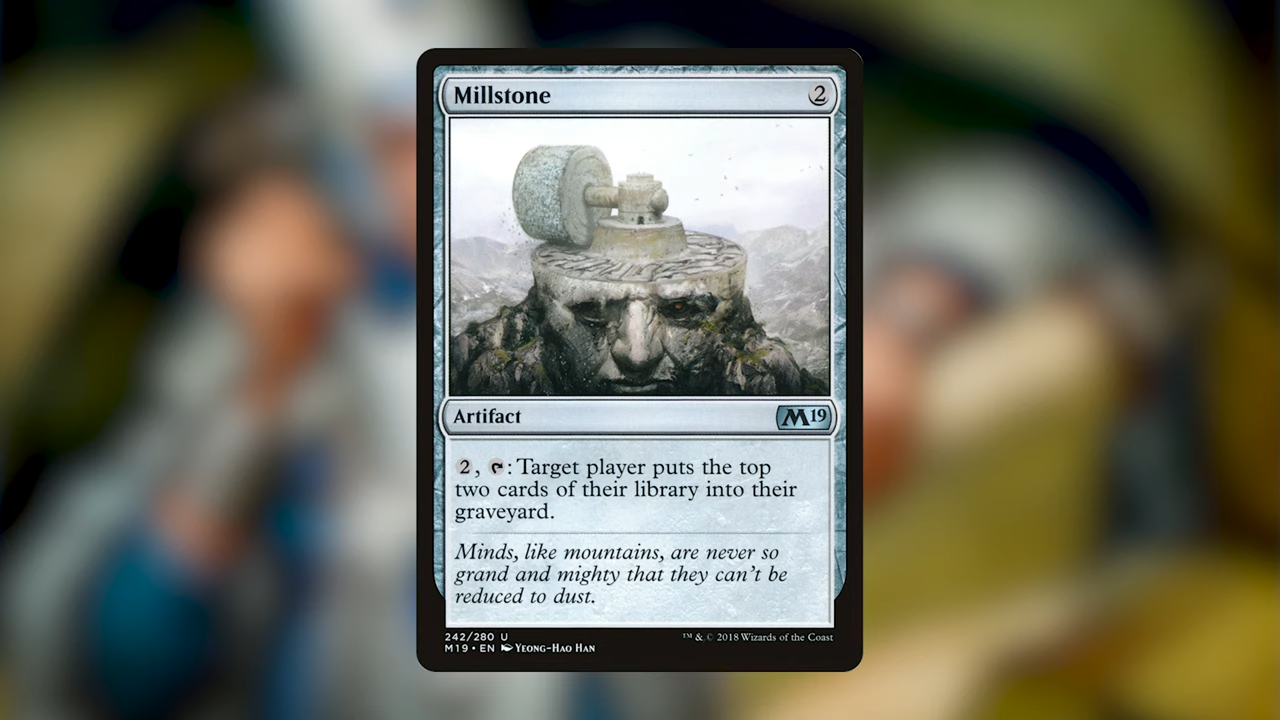 Millstone 2
Artifact M19
2, : Target player puts the top
two cards of their library into their
graveyard.
Minds, like mountains, are never so
grand and mighty that they can't be
reduced to dust.
242/280 U ™ & © 2018 Wizards of the Coast
M19 • EN Yeong-Hao Han